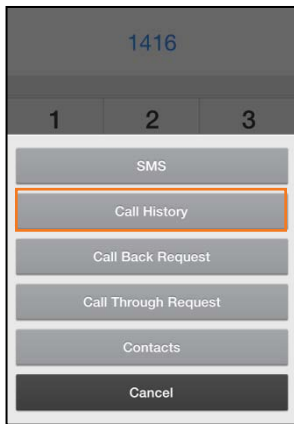 1416
1 2 3
SMS
Call History
Call Back Request
Call Through Request
Contacts
Cancel